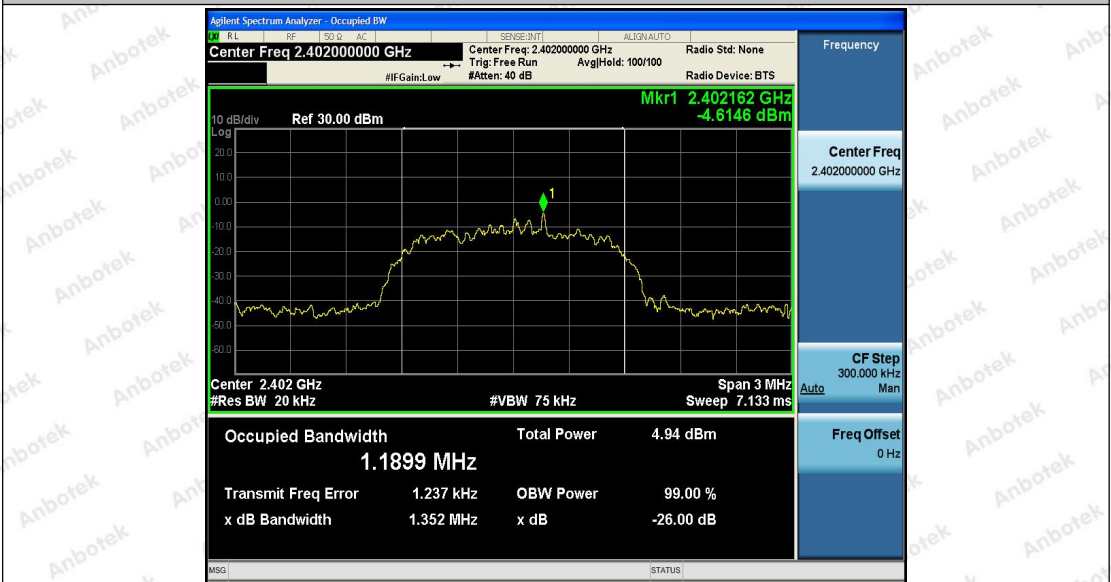 Agilent Spectrum Analyzer - Occupied BW
LXI RL RF 50 Ω AC SENSE:INT ALIGN AUTO
Center Freq 2.402000000 GHz
Center Freq: 2.402000000 GHz Radio Std: None
Trig: Free Run Avg|Hold: 100/100
#IFGain:Low #Atten: 40 dB Radio Device: BTS
Mkr1 2.402162 GHz
-4.6146 dBm
10 dB/div Ref 30.00 dBm
Log
20.0
10.0
0.00
-10.0
-20.0
-30.0
-40.0
-50.0
-60.0
1
Center 2.402 GHz Span 3 MHz
#Res BW 20 kHz #VBW 75 kHz Sweep 7.133 ms
Occupied Bandwidth Total Power 4.94 dBm
1.1899 MHz
Transmit Freq Error 1.237 kHz OBW Power 99.00 %
x dB Bandwidth 1.352 MHz x dB -26.00 dB
MSG STATUS
Frequency
Center Freq
2.402000000 GHz
CF Step
300.000 kHz
Auto Man
Freq Offset
0 Hz
Anbotek